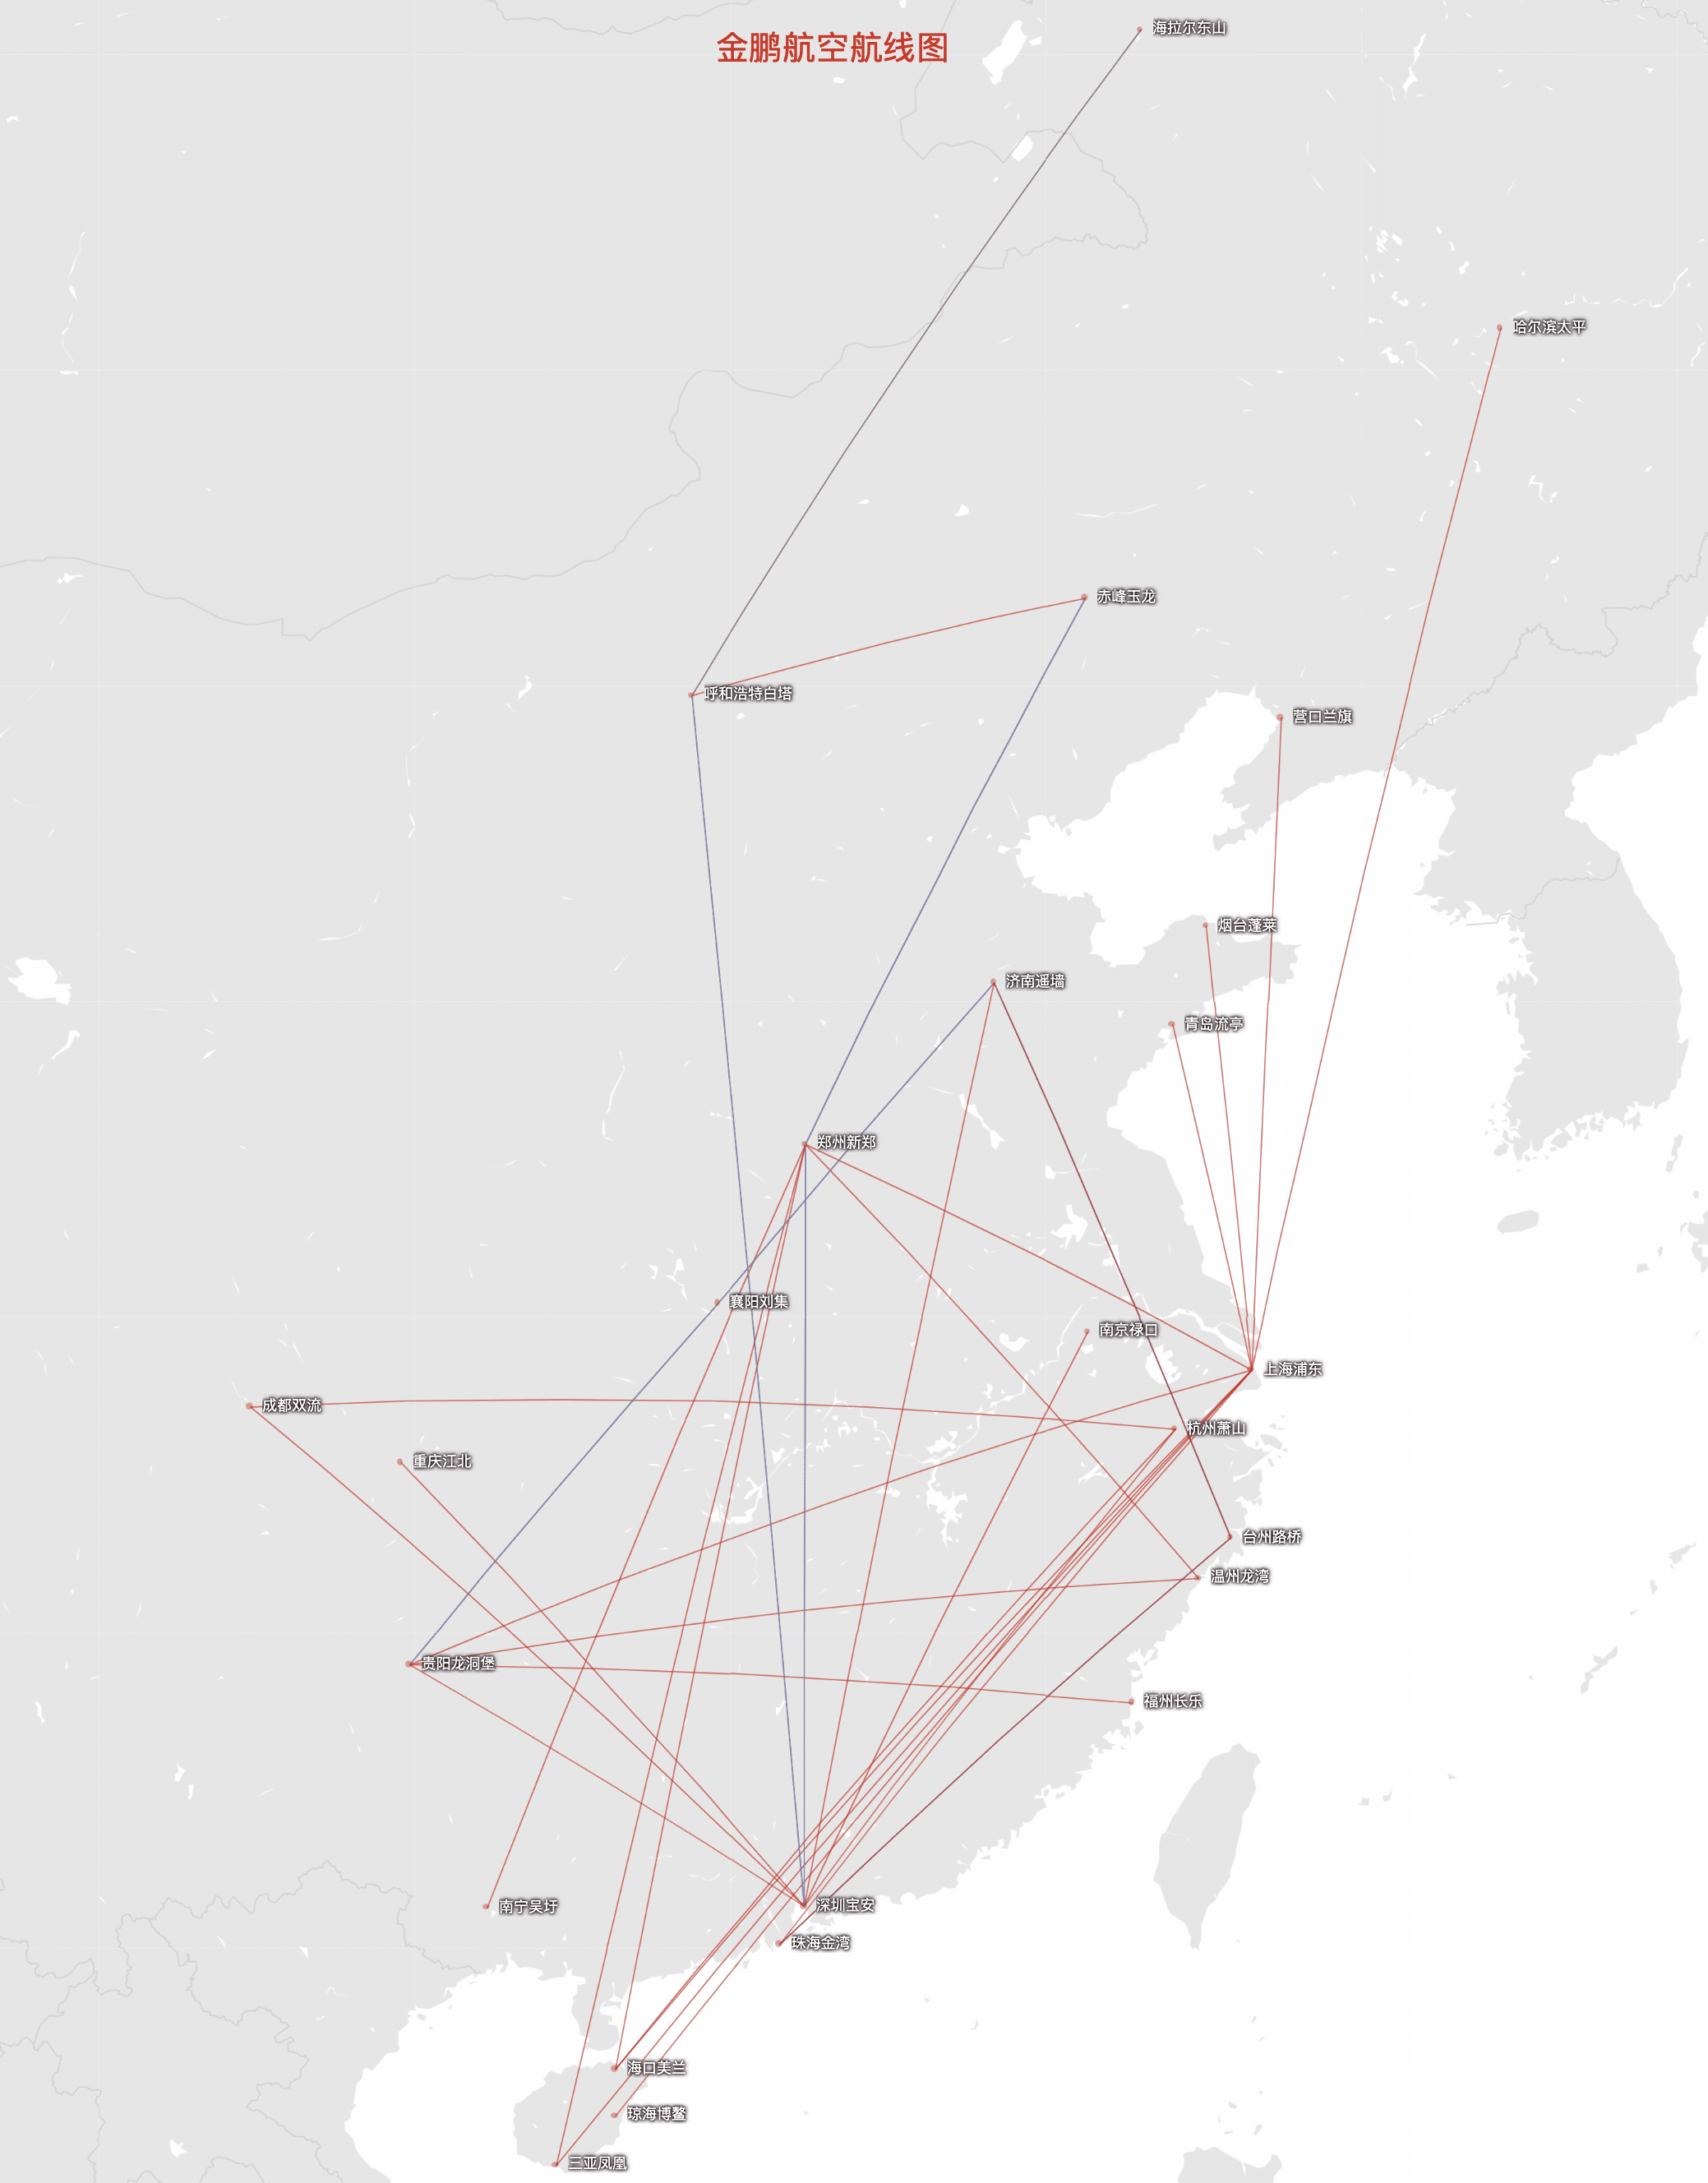 海拉尔东山
金鹏航空航线图
哈尔滨太平
赤峰玉龙
呼和浩特白塔
营口兰旗
烟台蓬莱
济南遥墙
青岛流亭
郑州新郑
襄阳刘集
南京禄口
上海浦东
成都双流
杭州萧山
重庆江北
台州路桥
温州龙湾
贵阳龙洞堡
福州长乐
南宁吴圩
深圳宝安
珠海金湾
海口美兰
琼海博鳌
三亚凤凰